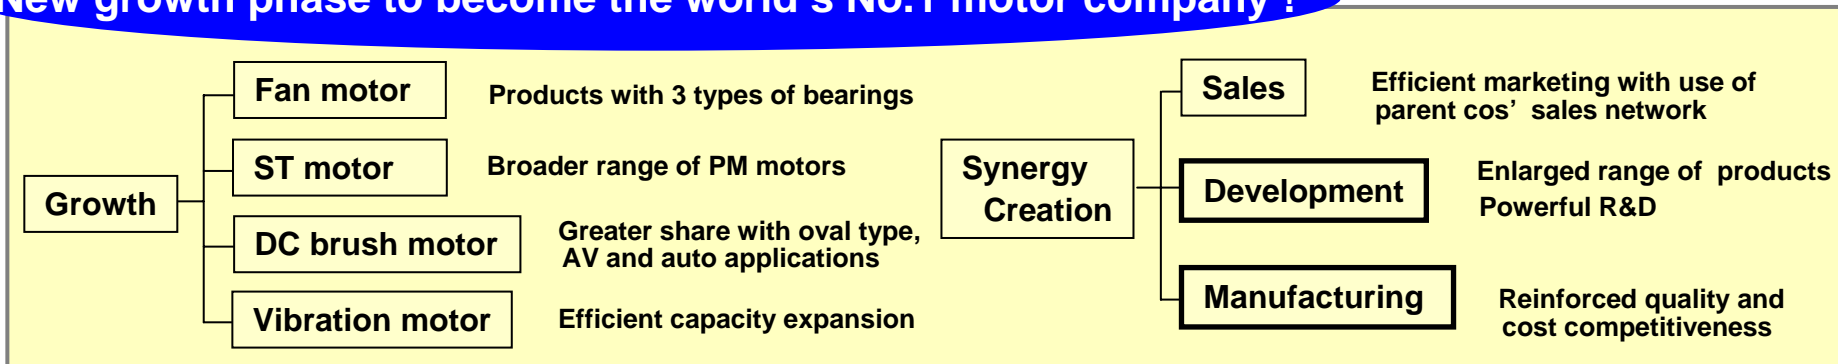 New growth phase to become the world's No.1 motor company !
Growth
Fan motor
Products with 3 types of bearings
ST motor
Broader range of PM motors
DC brush motor
Greater share with oval type,
AV and auto applications
Vibration motor
Efficient capacity expansion
Synergy
Creation
Sales
Efficient marketing with use of
parent cos' sales network
Development
Enlarged range of products
Powerful R&D
Manufacturing
Reinforced quality and
cost competitiveness